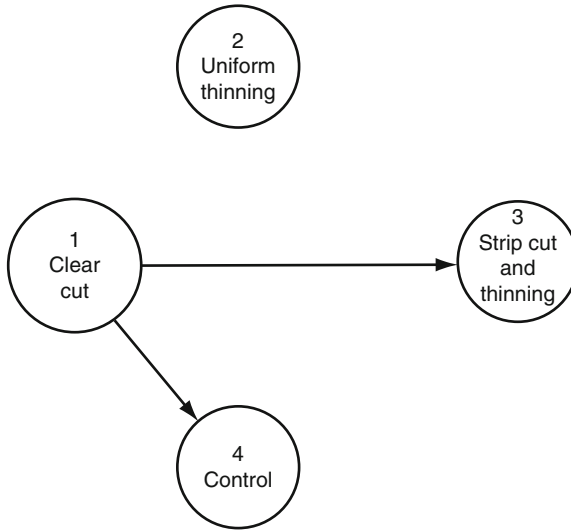 2
Uniform
thinning
1
Clear
cut
3
Strip cut
and
thinning
4
Control